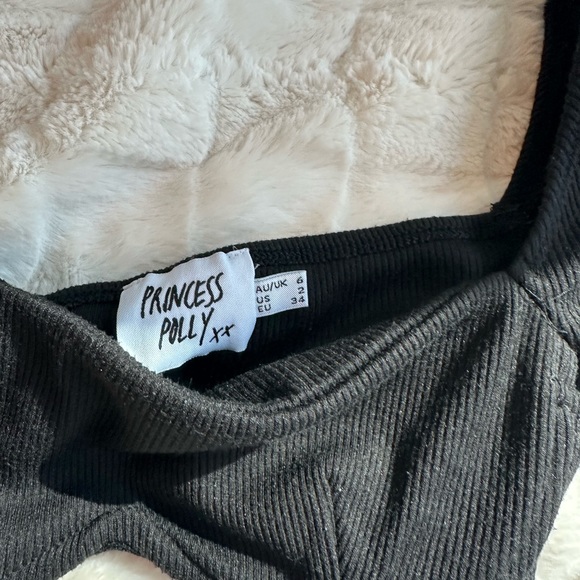 PRINCESS
POLLY xx
AU/UK 6
US 2
EU 34